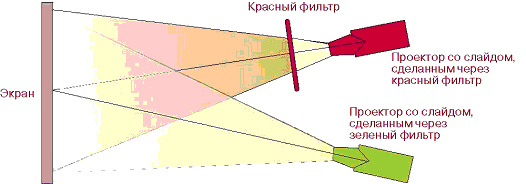 Красный фильтр
Проектор со слайдом,
сделанным через
красный фильтр
Экран
Проектор со слайдом,
сделанным через
зеленый фильтр